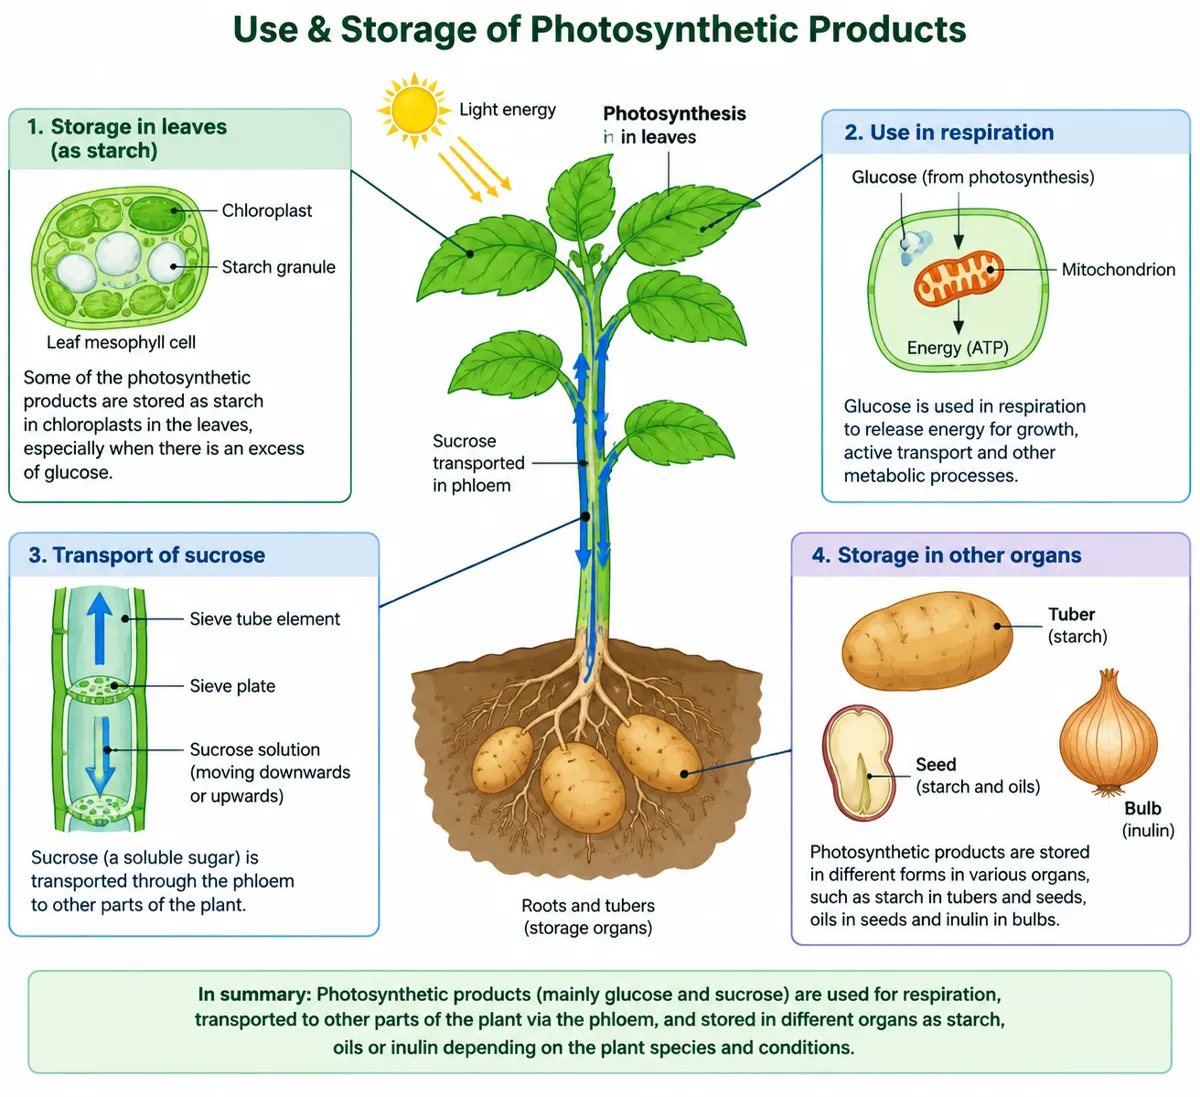 Use & Storage of Photosynthetic Products
Light energy
Photosynthesis
in in leaves
1. Storage in leaves
(as starch)
Chloroplast
Starch granule
Leaf mesophyll cell
Some of the photosynthetic
products are stored as starch
in chloroplasts in the leaves,
especially when there is an excess
of glucose.
2. Use in respiration
Glucose (from photosynthesis)
Mitochondrion
Energy (ATP)
Glucose is used in respiration
to release energy for growth,
active transport and other
metabolic processes.
Sucrose
transported
in phloem
3. Transport of sucrose
Sieve tube element
Sieve plate
Sucrose solution
(moving downwards
or upwards)
Sucrose (a soluble sugar) is
transported through the phloem
to other parts of the plant.
Roots and tubers
(storage organs)
4. Storage in other organs
Tuber
(starch)
Seed
(starch and oils)
Bulb
(inulin)
Photosynthetic products are stored
in different forms in various organs,
such as starch in tubers and seeds,
oils in seeds and inulin in bulbs.
In summary: Photosynthetic products (mainly glucose and sucrose) are used for respiration,
transported to other parts of the plant via the phloem, and stored in different organs as starch,
oils or inulin depending on the plant species and conditions.